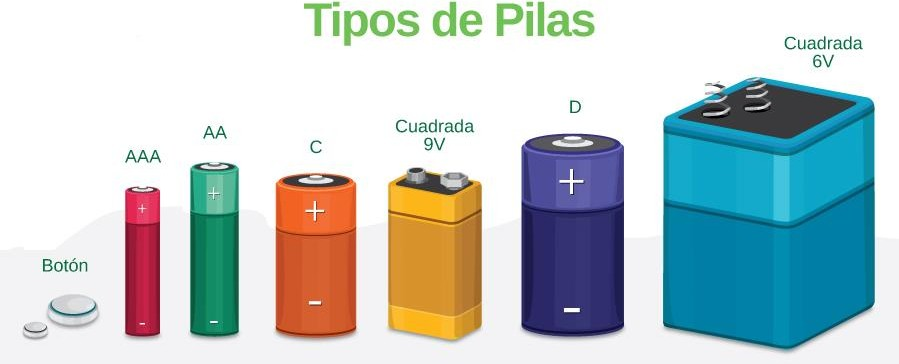 Tipos de Pilas
Botón
AAA
AA
C
Cuadrada
9V
D
Cuadrada
6V
+
-
+
-
+
-
+
-